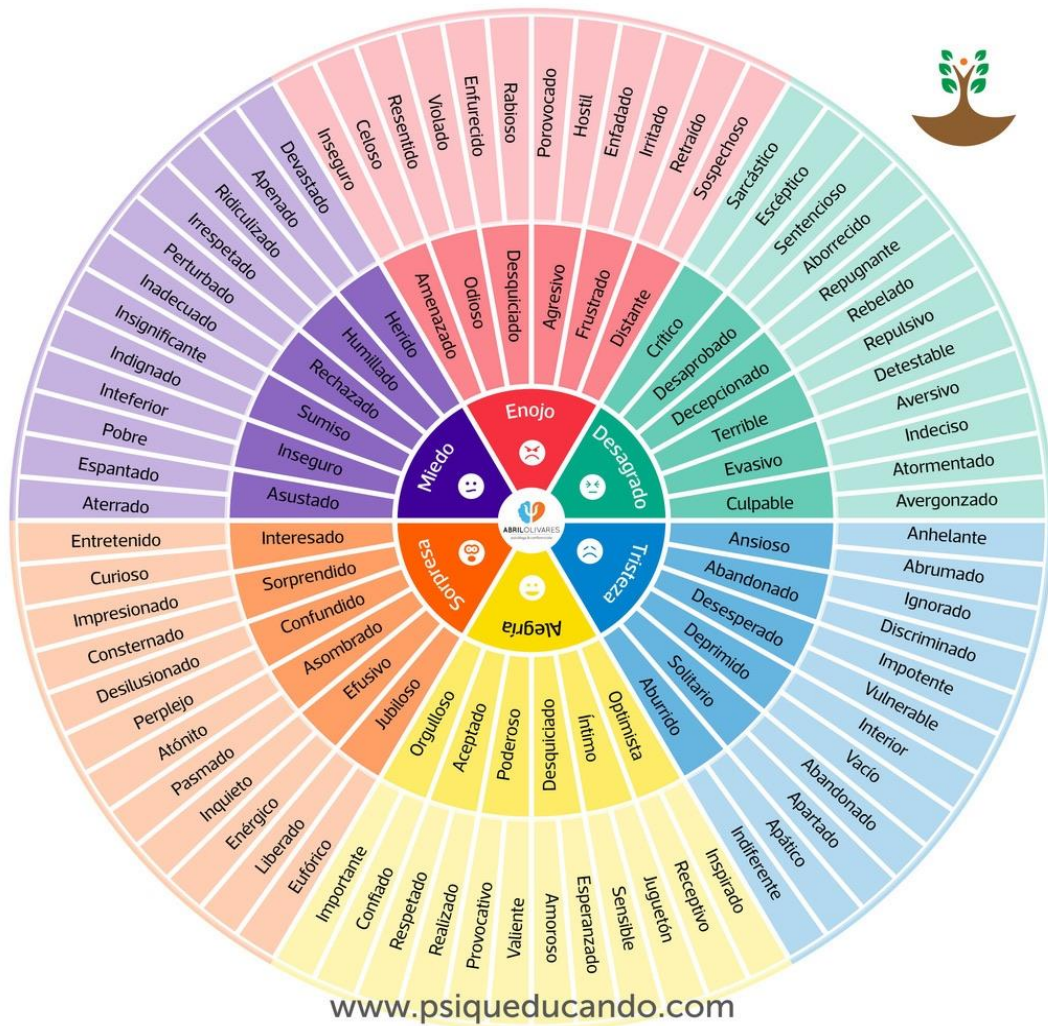 Enojo
Desagrado
Tristeza
Alegría
Sorpresa
Miedo
ABRIL OLIVARES
Amenazado
Odioso
Desquiciado
Agresivo
Frustrado
Distante
Inseguro
Celoso
Resentido
Violado
Enfurecido
Rabioso
Porovocado
Hostil
Enfadado
Irritado
Retraído
Sospechoso
Crítico
Desaprobado
Decepcionado
Terrible
Evasivo
Culpable
Sarcástico
Escéptico
Sentencioso
Aborrecido
Repugnante
Rebelado
Repulsivo
Detestable
Aversivo
Indeciso
Atormentado
Avergonzado
Ansioso
Abandonado
Desesperado
Deprimido
Solitario
Aburrido
Anhelante
Abrumado
Ignorado
Discriminado
Impotente
Vulnerable
Interior
Vacío
Abandonado
Apartado
Apático
Indiferente
Optimista
Íntimo
Desquiciado
Poderoso
Aceptado
Orgulloso
Inspirado
Receptivo
Juguetón
Sensible
Esperanzado
Amoroso
Valiente
Provocativo
Realizado
Respetado
Confiado
Importante
Jubiloso
Efusivo
Asombrado
Confundido
Sorprendido
Interesado
Eufórico
Liberado
Enérgico
Inquieto
Pasmado
Atónito
Perplejo
Desilusionado
Consternado
Impresionado
Curioso
Entretenido
Asustado
Inseguro
Sumiso
Rechazado
Humillado
Herido
Aterrado
Espantado
Pobre
Inteferior
Indignado
Insignificante
Inadecuado
Perturbado
Irrespetado
Ridiculizado
Apenado
Devastado
www.psiqueducando.com